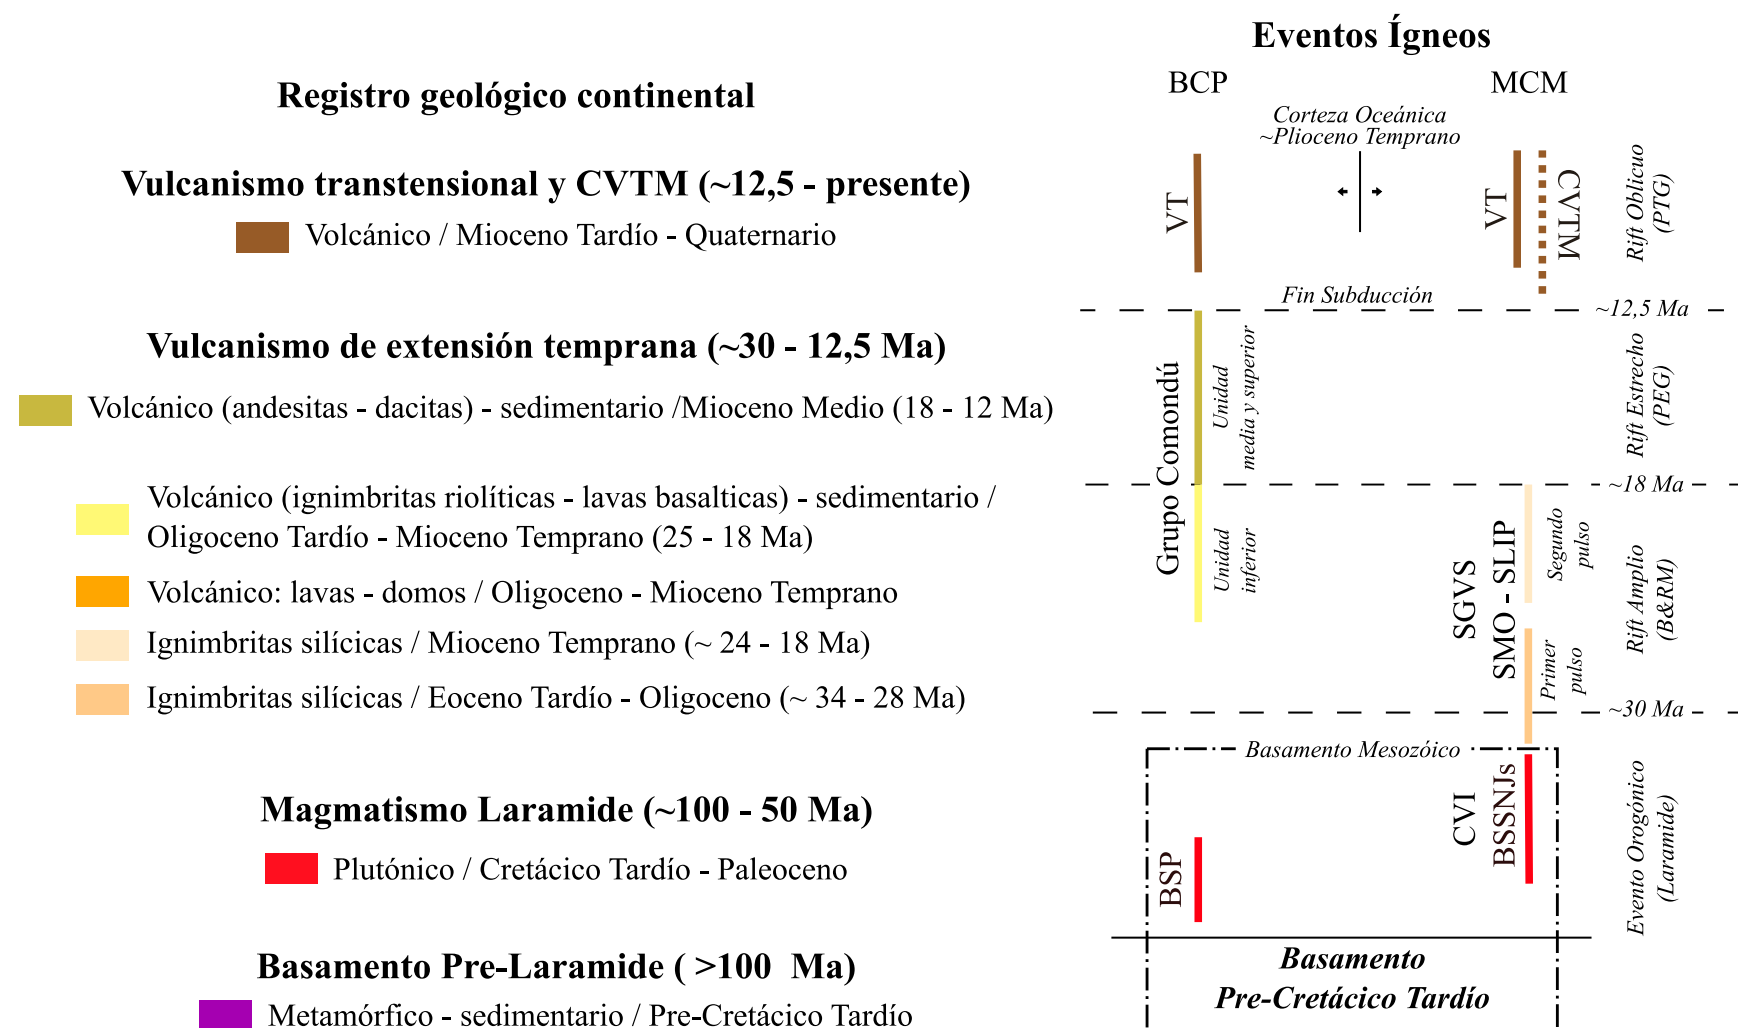 Registro geológico continental
Vulcanismo transtensional y CVTM (~12,5 - presente)
Volcánico / Mioceno Tardío - Quaternario
Vulcanismo de extensión temprana (~30 - 12,5 Ma)
Volcánico (andesitas - dacitas) - sedimentario /Mioceno Medio (18 - 12 Ma)
Volcánico (ignimbritas riolíticas - lavas basalticas) - sedimentario /
Oligoceno Tardío - Mioceno Temprano (25 - 18 Ma)
Volcánico: lavas - domos / Oligoceno - Mioceno Temprano
Ignimbritas silícicas / Mioceno Temprano (~ 24 - 18 Ma)
Ignimbritas silícicas / Eoceno Tardío - Oligoceno (~ 34 - 28 Ma)
Magmatismo Laramide (~100 - 50 Ma)
Plutónico / Cretácico Tardío - Paleoceno
Basamento Pre-Laramide ( >100 Ma)
Metamórfico - sedimentario / Pre-Cretácico Tardío
Eventos Ígneos
BCP
MCM
Corteza Oceánica
~Plioceno Temprano
VT
VT
CVTM
Rift Oblicuo
(PTG)
Fin Subducción
~12,5 Ma
Grupo Comondú
Unidad
media y superior
Rift Estrecho
(PEG)
~18 Ma
Unidad
inferior
SGVS
SMO - SLIP
Segundo
pulso
Primer
pulso
Rift Amplio
(B&RM)
~30 Ma
Basamento Mesozóico
BSP
CVI
BSSNJs
Evento Orogónico
(Laramide)
Basamento
Pre-Cretácico Tardío